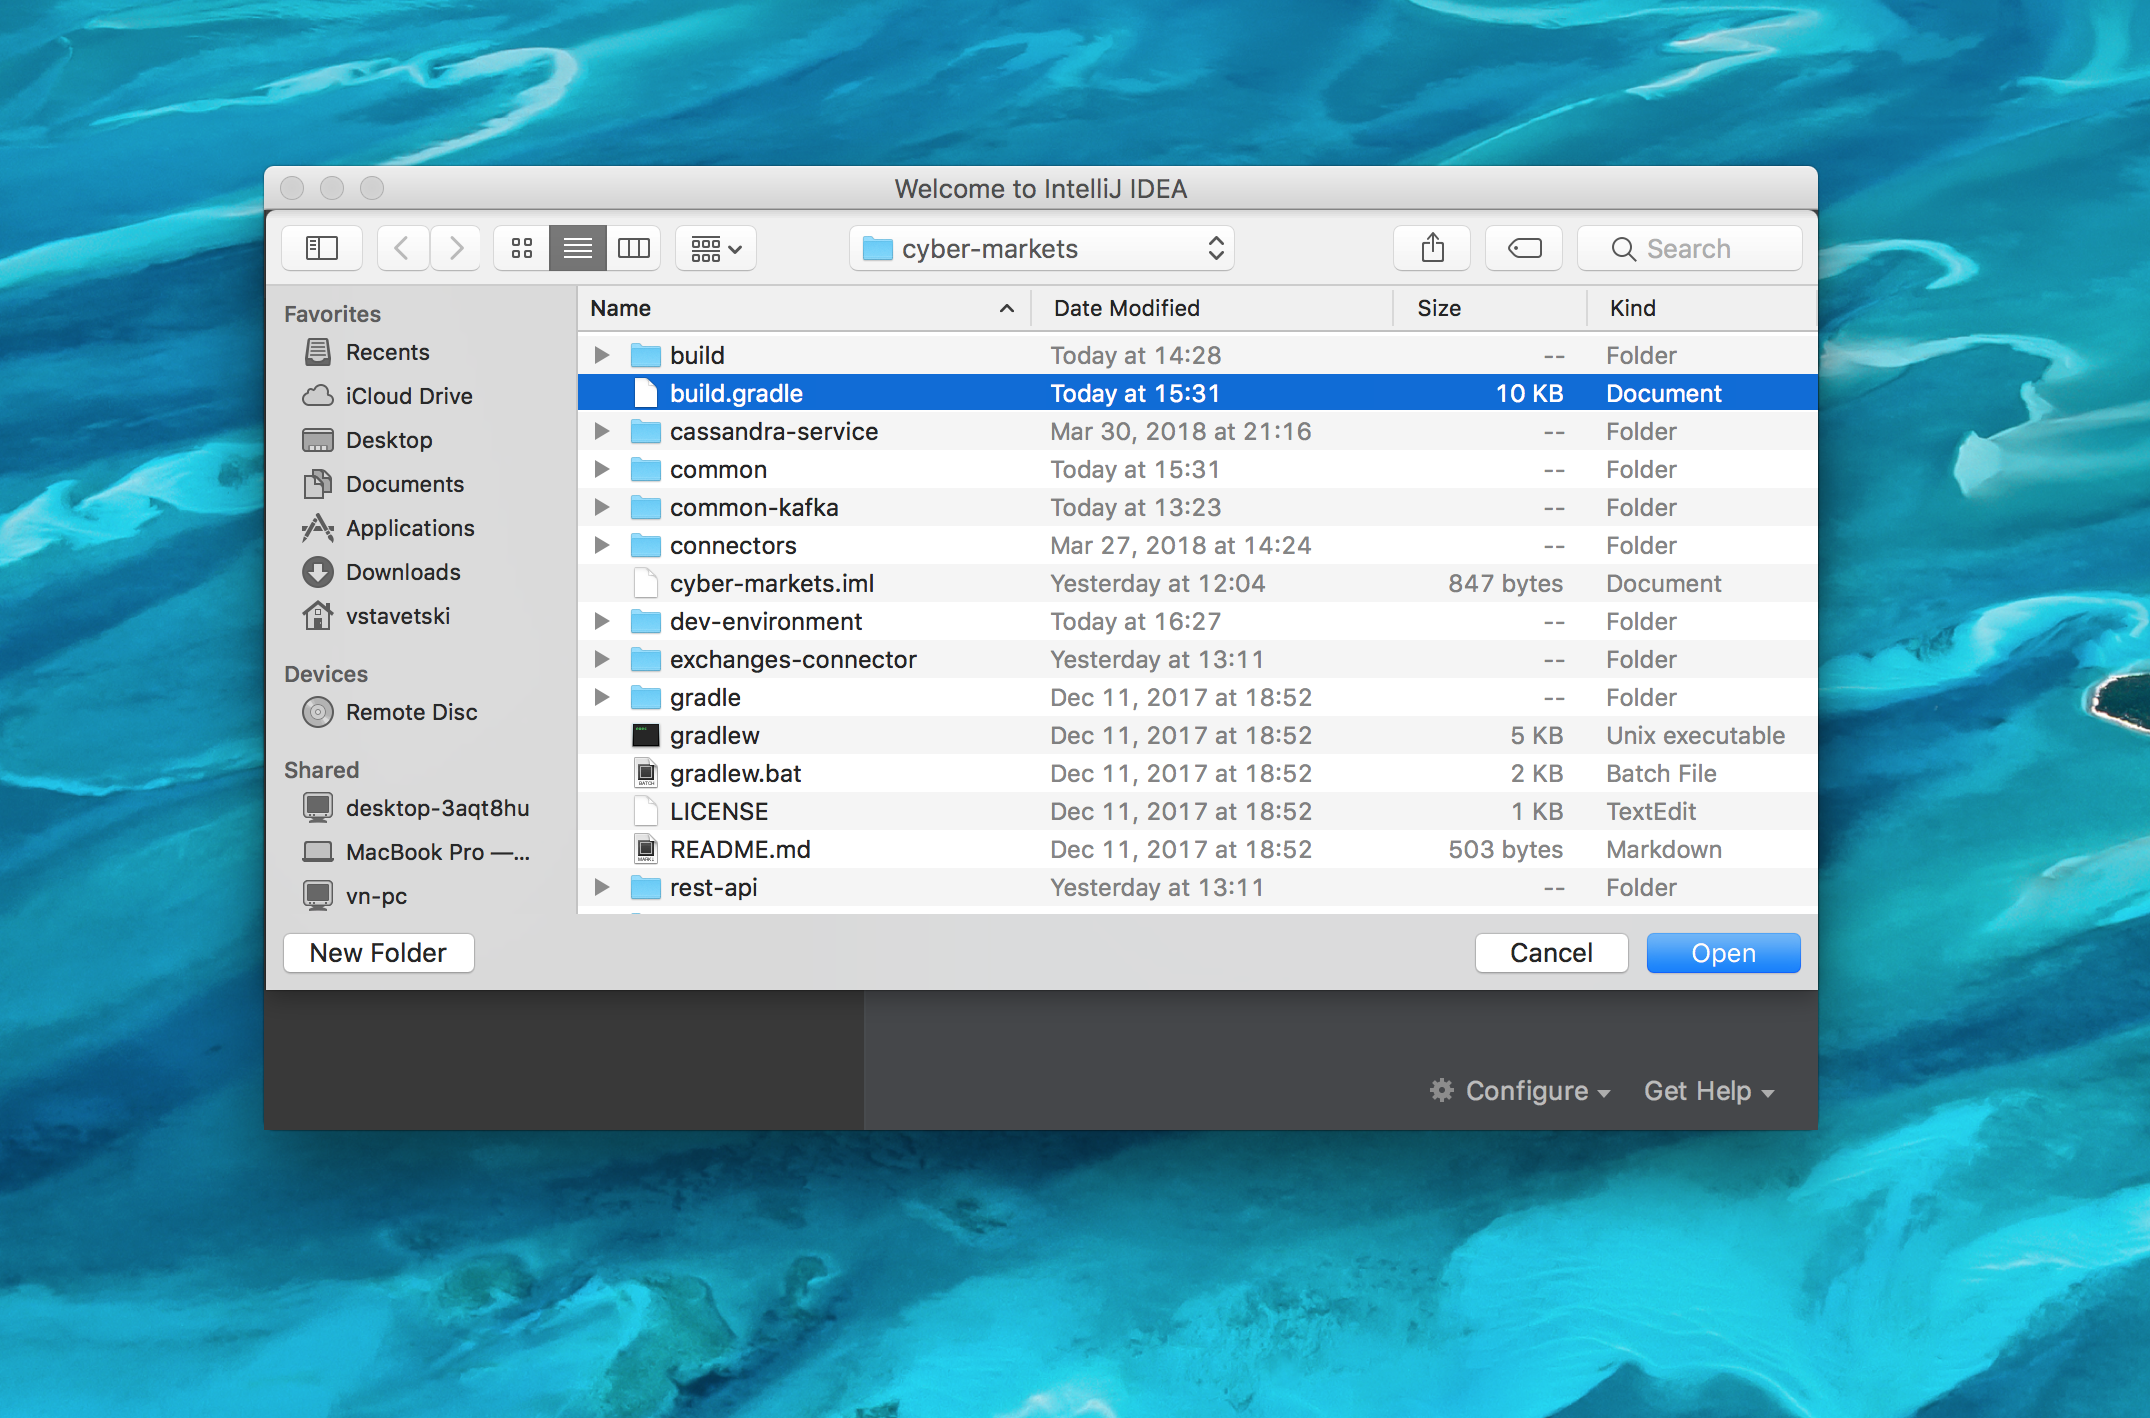 Welcome to IntelliJ IDEA
cyber-markets
Search
Favorites
Recents
iCloud Drive
Desktop
Documents
Applications
Downloads
vstavetski
Devices
Remote Disc
Shared
desktop-3aqt8hu
MacBook Pro —...
vn-pc
Name Date Modified Size Kind
build Today at 14:28 -- Folder
build.gradle Today at 15:31 10 KB Document
cassandra-service Mar 30, 2018 at 21:16 -- Folder
common Today at 15:31 -- Folder
common-kafka Today at 13:23 -- Folder
connectors Mar 27, 2018 at 14:24 -- Folder
cyber-markets.iml Yesterday at 12:04 847 bytes Document
dev-environment Today at 16:27 -- Folder
exchanges-connector Yesterday at 13:11 -- Folder
gradle Dec 11, 2017 at 18:52 -- Folder
gradlew Dec 11, 2017 at 18:52 5 KB Unix executable
gradlew.bat Dec 11, 2017 at 18:52 2 KB Batch File
LICENSE Dec 11, 2017 at 18:52 1 KB TextEdit
README.md Dec 11, 2017 at 18:52 503 bytes Markdown
rest-api Yesterday at 13:11 -- Folder
New Folder Cancel Open
Configure Get Help